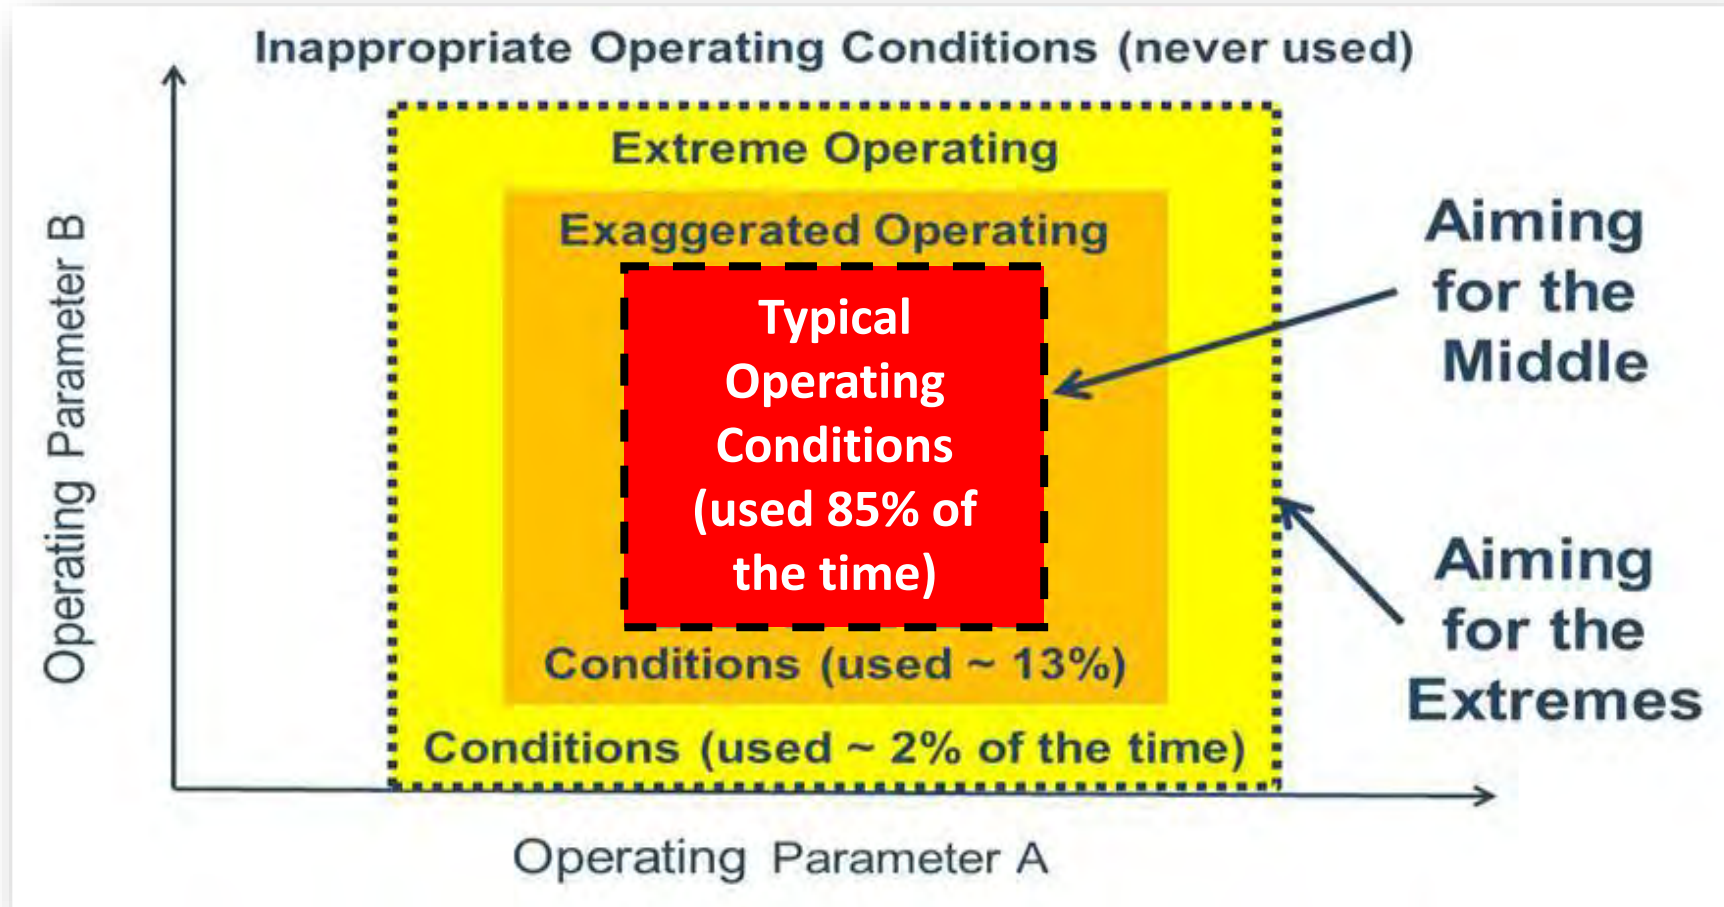 Inappropriate Operating Conditions (never used)
Extreme Operating
Exaggerated Operating
Typical
Operating
Conditions
(used 85% of
the time)
Conditions (used ~ 13%)
Conditions (used ~ 2% of the time)
Aiming
for the
Middle
Aiming
for the
Extremes
Operating Parameter B
Operating Parameter A